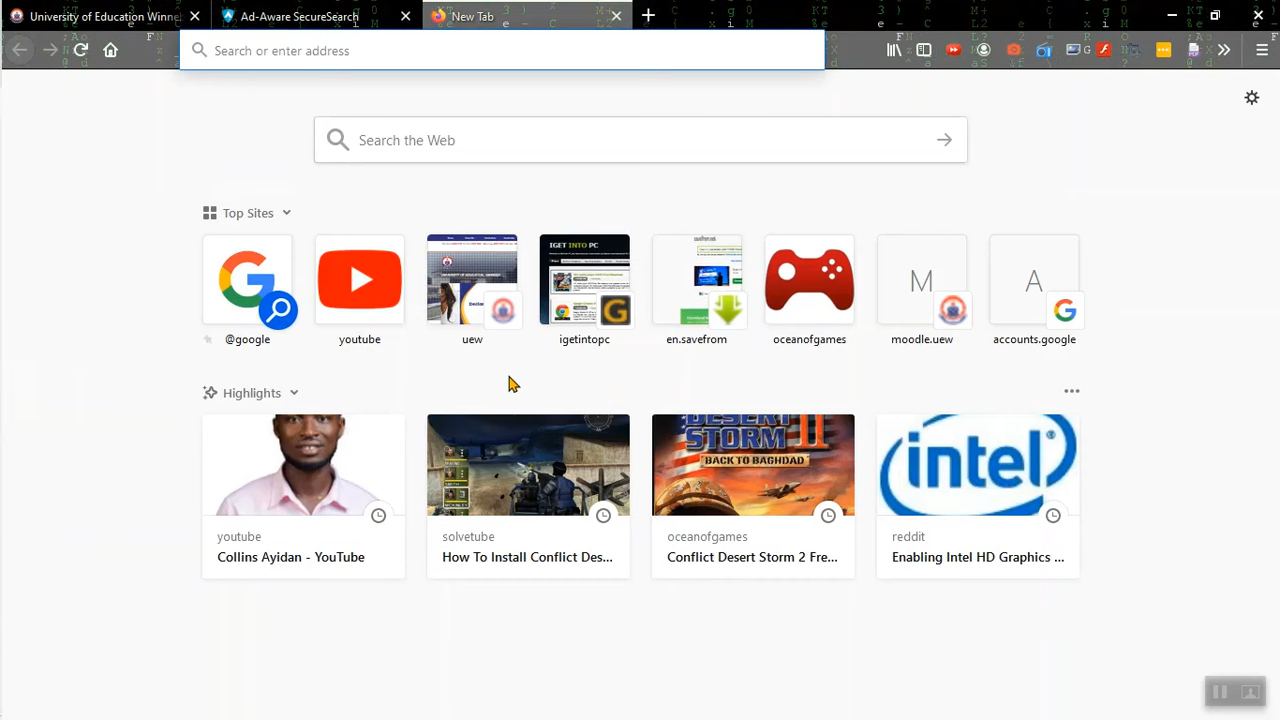 University of Education Winne
Ad-Aware SecureSearch
New Tab
Search or enter address
Search the Web
Top Sites
IGET INTO PC
M
A
@google
youtube
uew
igetintopc
en.savefrom
oceanofgames
moodle.uew
accounts.google
Highlights
DESERT
STORM II
BACK TO BAGHDAD
intel
youtube
Collins Ayidan - YouTube
solvetube
How To Install Conflict Des...
oceanofgames
Conflict Desert Storm 2 Fre...
reddit
Enabling Intel HD Graphics ...